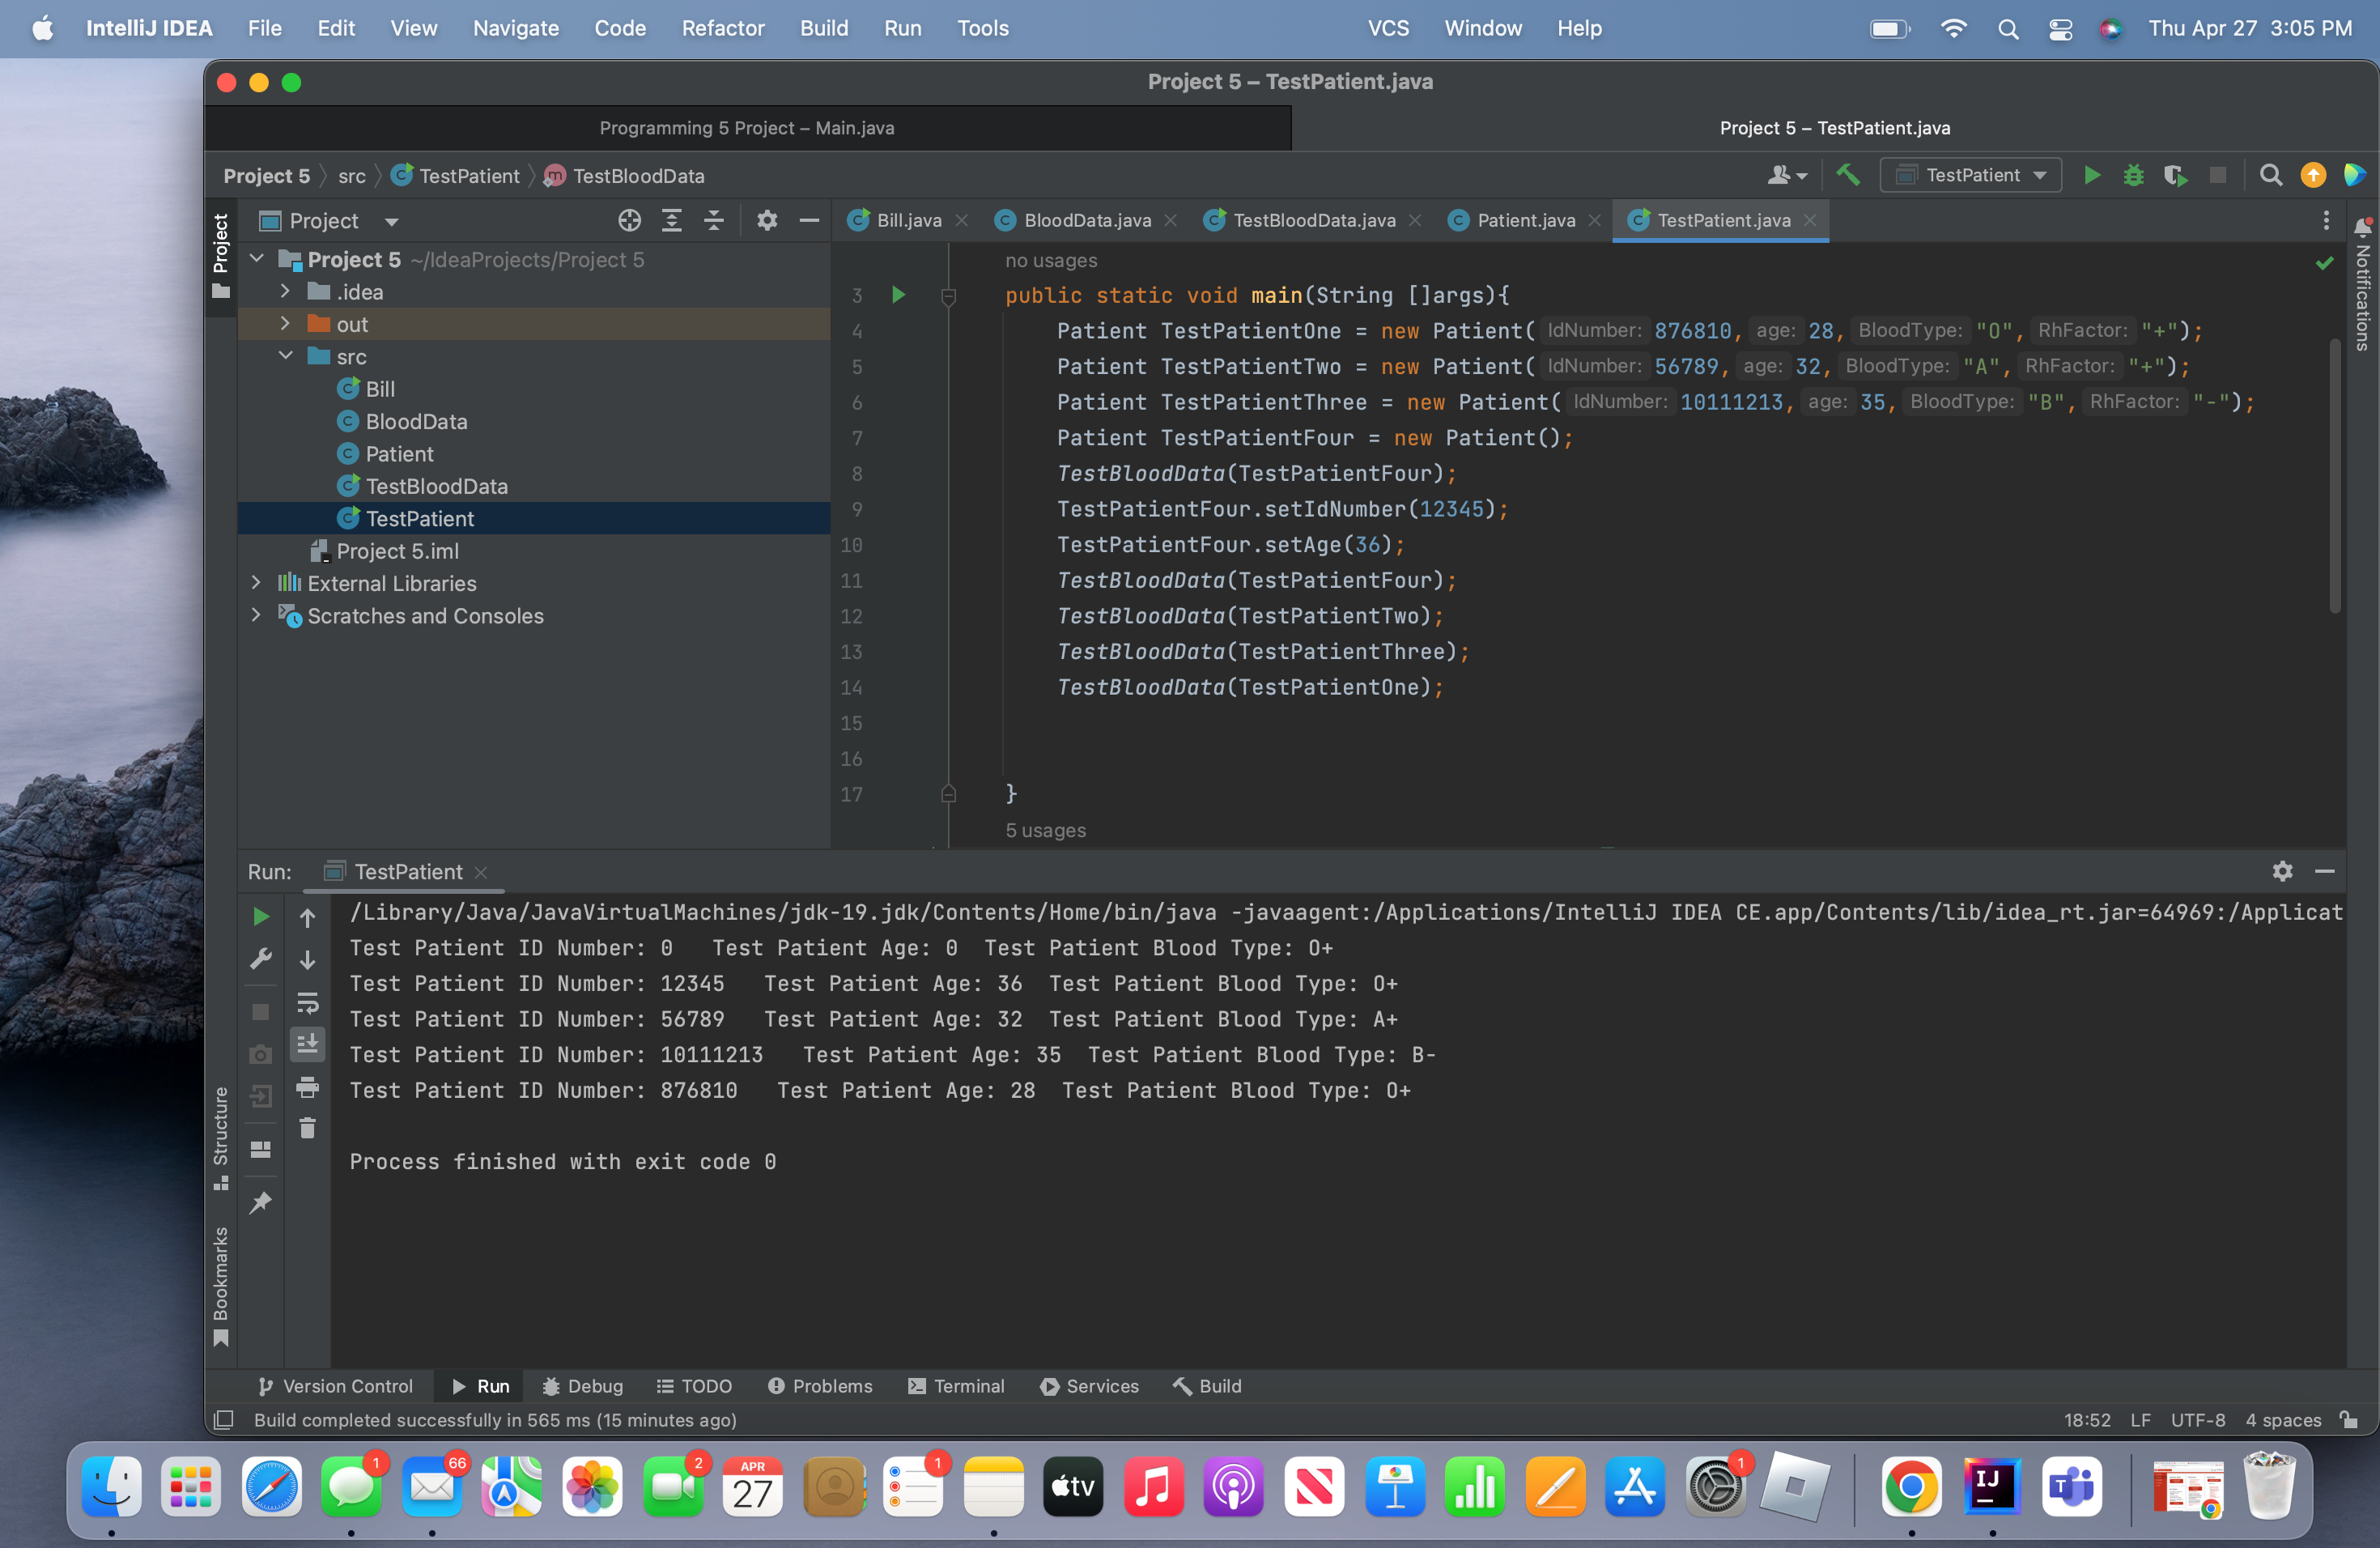 IntelliJ IDEA File Edit View Navigate Code Refactor Build Run Tools VCS Window Help Thu Apr 27 3:05 PM
Project 5 – TestPatient.java
Programming 5 Project – Main.java
Project 5 – TestPatient.java
Project 5 src TestPatient m TestBloodData TestPatient
Project
Project
Bill.java BloodData.java TestBloodData.java Patient.java TestPatient.java
Notifications
Project 5 ~/IdeaProjects/Project 5
.idea
out
src
C Bill
C BloodData
C Patient
C TestBloodData
C TestPatient
Project 5.iml
External Libraries
Scratches and Consoles
no usages
3 public static void main(String []args){
4 Patient TestPatientOne = new Patient( IdNumber: 876810, age: 28, BloodType: "O", RhFactor: "+");
5 Patient TestPatientTwo = new Patient( IdNumber: 56789, age: 32, BloodType: "A", RhFactor: "+");
6 Patient TestPatientThree = new Patient( IdNumber: 10111213, age: 35, BloodType: "B", RhFactor: "-");
7 Patient TestPatientFour = new Patient();
8 TestBloodData(TestPatientFour);
9 TestPatientFour.setIdNumber(12345);
10 TestPatientFour.setAge(36);
11 TestBloodData(TestPatientFour);
12 TestBloodData(TestPatientTwo);
13 TestBloodData(TestPatientThree);
14 TestBloodData(TestPatientOne);
15
16
17 }
5 usages
Run: TestPatient
/Library/Java/JavaVirtualMachines/jdk-19.jdk/Contents/Home/bin/java -javaagent:/Applications/IntelliJ IDEA CE.app/Contents/lib/idea_rt.jar=64969:/Applicat
Test Patient ID Number: 0   Test Patient Age: 0  Test Patient Blood Type: O+
Test Patient ID Number: 12345   Test Patient Age: 36  Test Patient Blood Type: O+
Test Patient ID Number: 56789   Test Patient Age: 32  Test Patient Blood Type: A+
Test Patient ID Number: 10111213   Test Patient Age: 35  Test Patient Blood Type: B-
Test Patient ID Number: 876810   Test Patient Age: 28  Test Patient Blood Type: O+
Process finished with exit code 0
Structure
Bookmarks
Version Control Run Debug TODO Problems Terminal Services Build
Build completed successfully in 565 ms (15 minutes ago) 18:52 LF UTF-8 4 spaces
1 66 2 APR 27 1 tv 1 IJ T